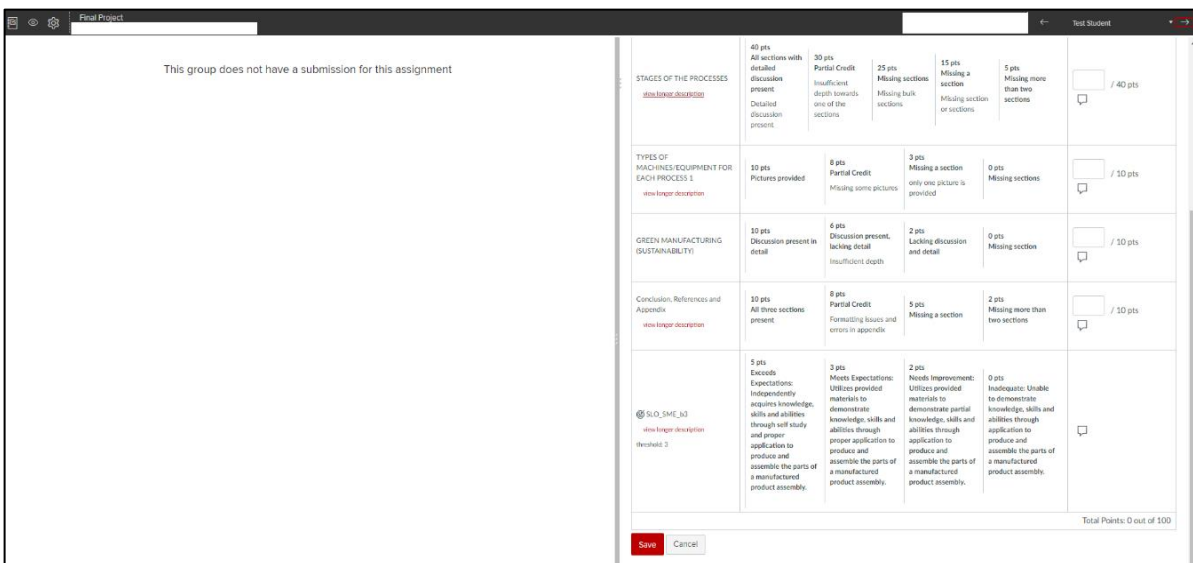 Final Project
Test Student
This group does not have a submission for this assignment
STAGES OF THE PROCESSES
view longer description
40 pts
All sections with
detailed
discussion
present
Detailed
discussion
present
30 pts
Partial Credit
Insufficient
depth towards
one of the
sections
25 pts
Missing sections
Missing bulk
sections
15 pts
Missing a
section
Missing section
or sections
5 pts
Missing more
than two
sections
/ 40 pts
TYPES OF
MACHINES/EQUIPMENT FOR
EACH PROCESS 1
view longer description
10 pts
Pictures provided
8 pts
Partial Credit
Missing some pictures
3 pts
Missing a section
only one picture is
provided
0 pts
Missing sections
/ 10 pts
GREEN MANUFACTURING
(SUSTAINABILITY)
10 pts
Discussion present in
detail
6 pts
Discussion present,
lacking detail
Insufficient depth
2 pts
Lacking discussion
and detail
0 pts
Missing section
/ 10 pts
Conclusion, References and
Appendix
view longer description
10 pts
All three sections
present
8 pts
Partial Credit
Formatting issues and
errors in appendix
5 pts
Missing a section
2 pts
Missing more than
two sections
/ 10 pts
SLO_SME_b3
view longer description
threshold: 3
5 pts
Exceeds
Expectations:
Independently
acquires knowledge,
skills and abilities
through self study
and proper
application to
produce and
assemble the parts of
a manufactured
product assembly.
3 pts
Meets Expectations:
Utilizes provided
materials to
demonstrate
knowledge, skills and
abilities through
proper application to
produce and
assemble the parts of
a manufactured
product assembly.
2 pts
Needs Improvement:
Utilizes provided
materials to
demonstrate partial
knowledge, skills and
abilities through
application to
produce and
assemble the parts of
a manufactured
product assembly.
0 pts
Inadequate: Unable
to demonstrate
knowledge, skills and
abilities through
application to
produce and
assemble the parts of
a manufactured
product assembly.
Total Points: 0 out of 100
Save
Cancel